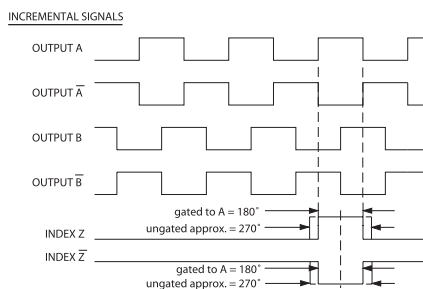 INCREMENTAL SIGNALS
OUTPUT A
OUTPUT A̅
OUTPUT B
OUTPUT B̅
gated to A = 180˚
ungated approx. = 270˚
INDEX Z
INDEX Z̅
gated to A = 180˚
ungated approx. = 270˚